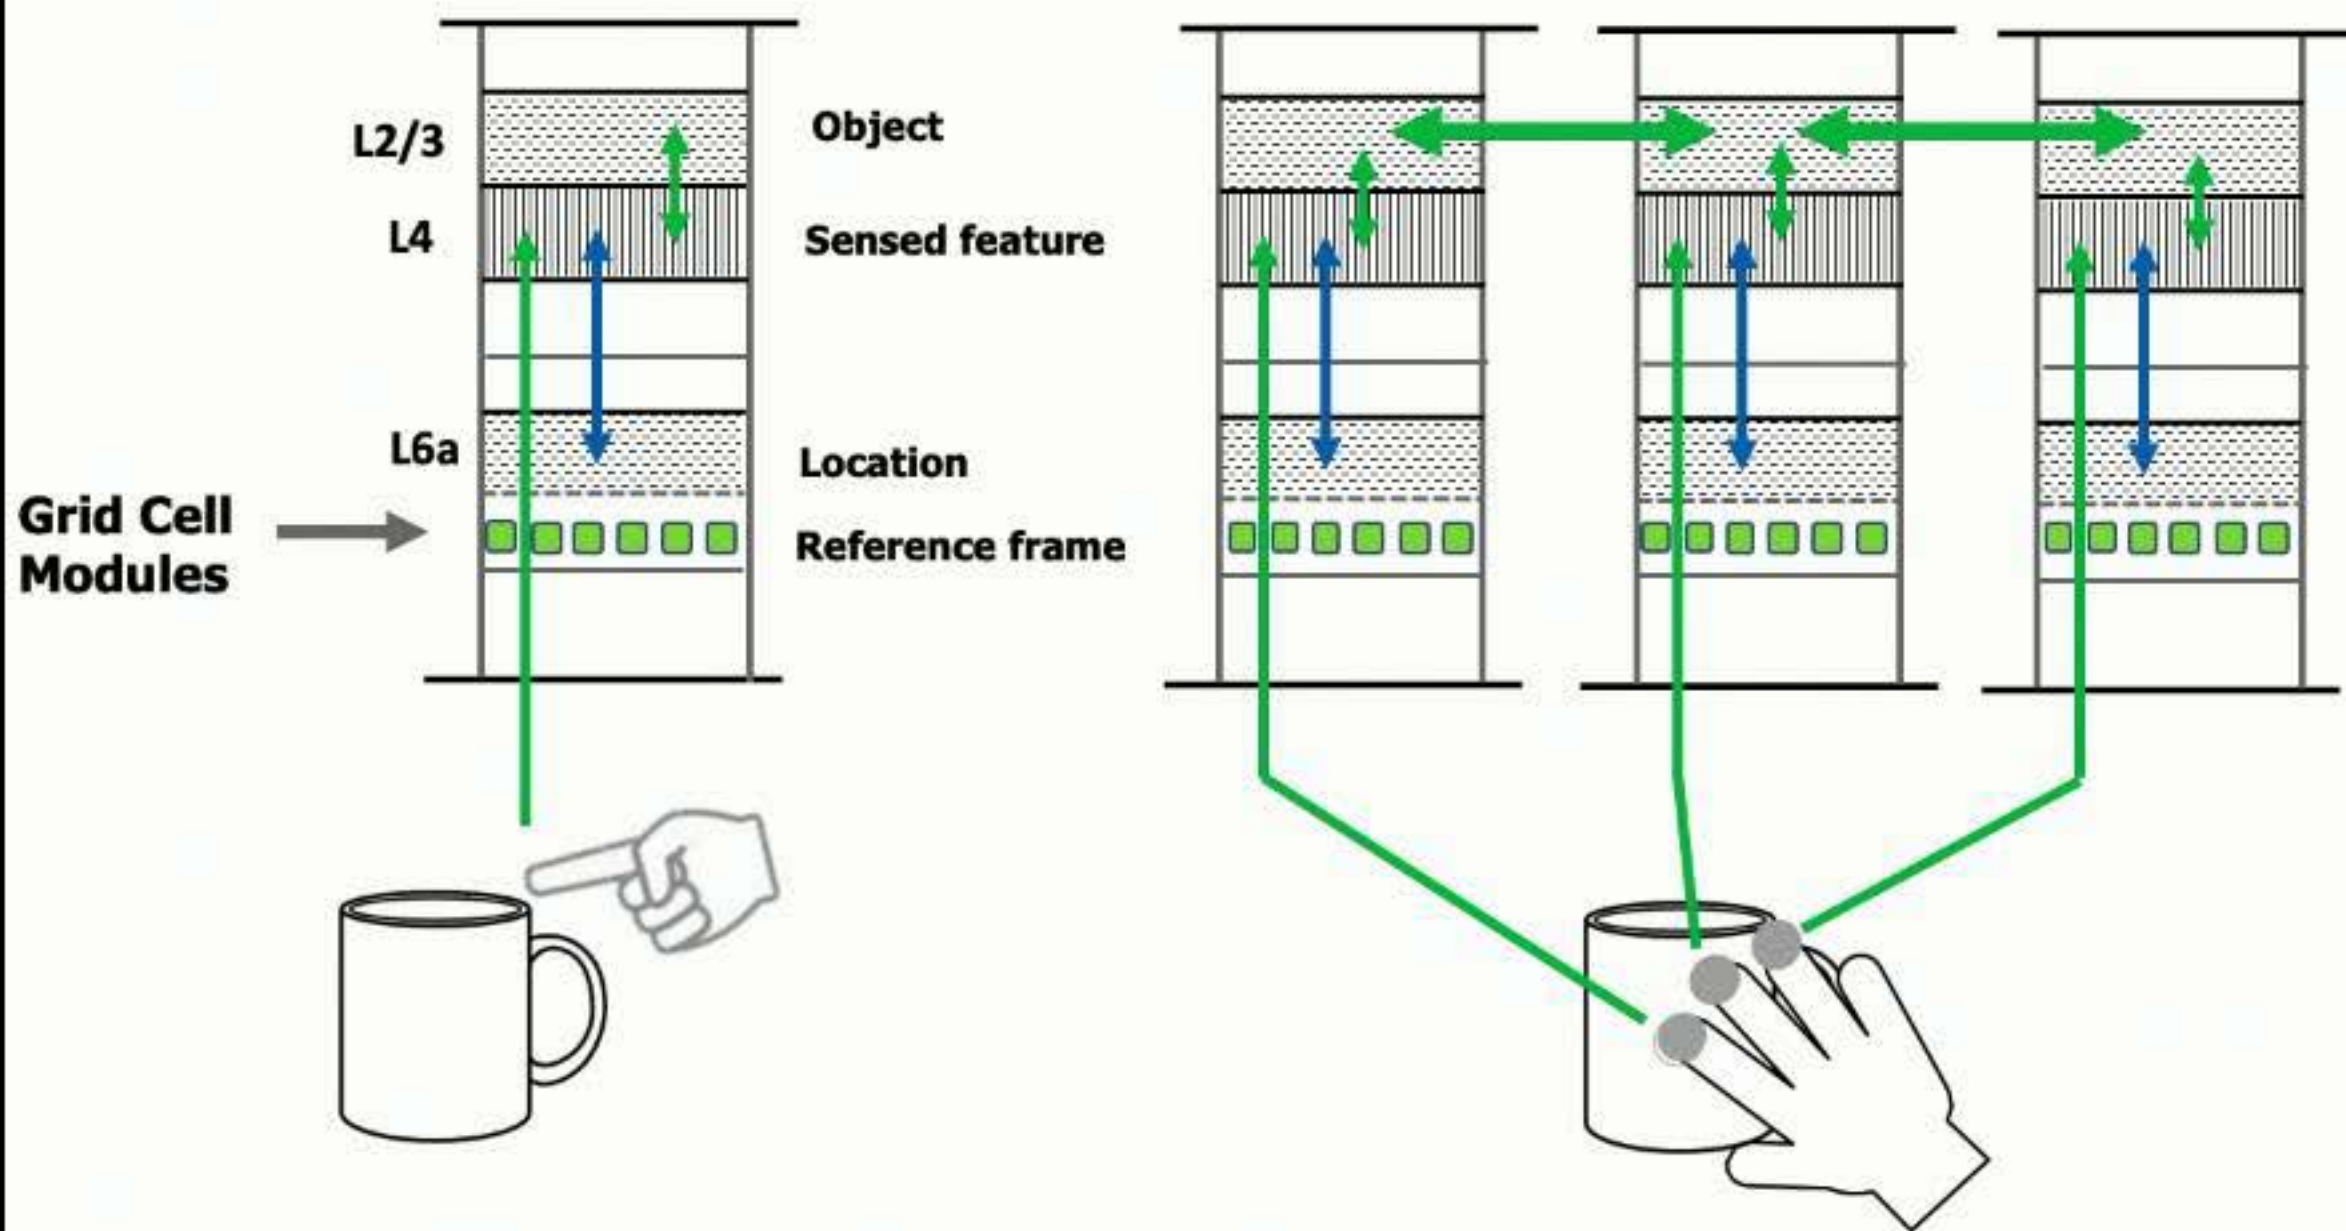 L2/3
Object
L4
Sensed feature
L6a
Location
Grid Cell
Modules
Reference frame